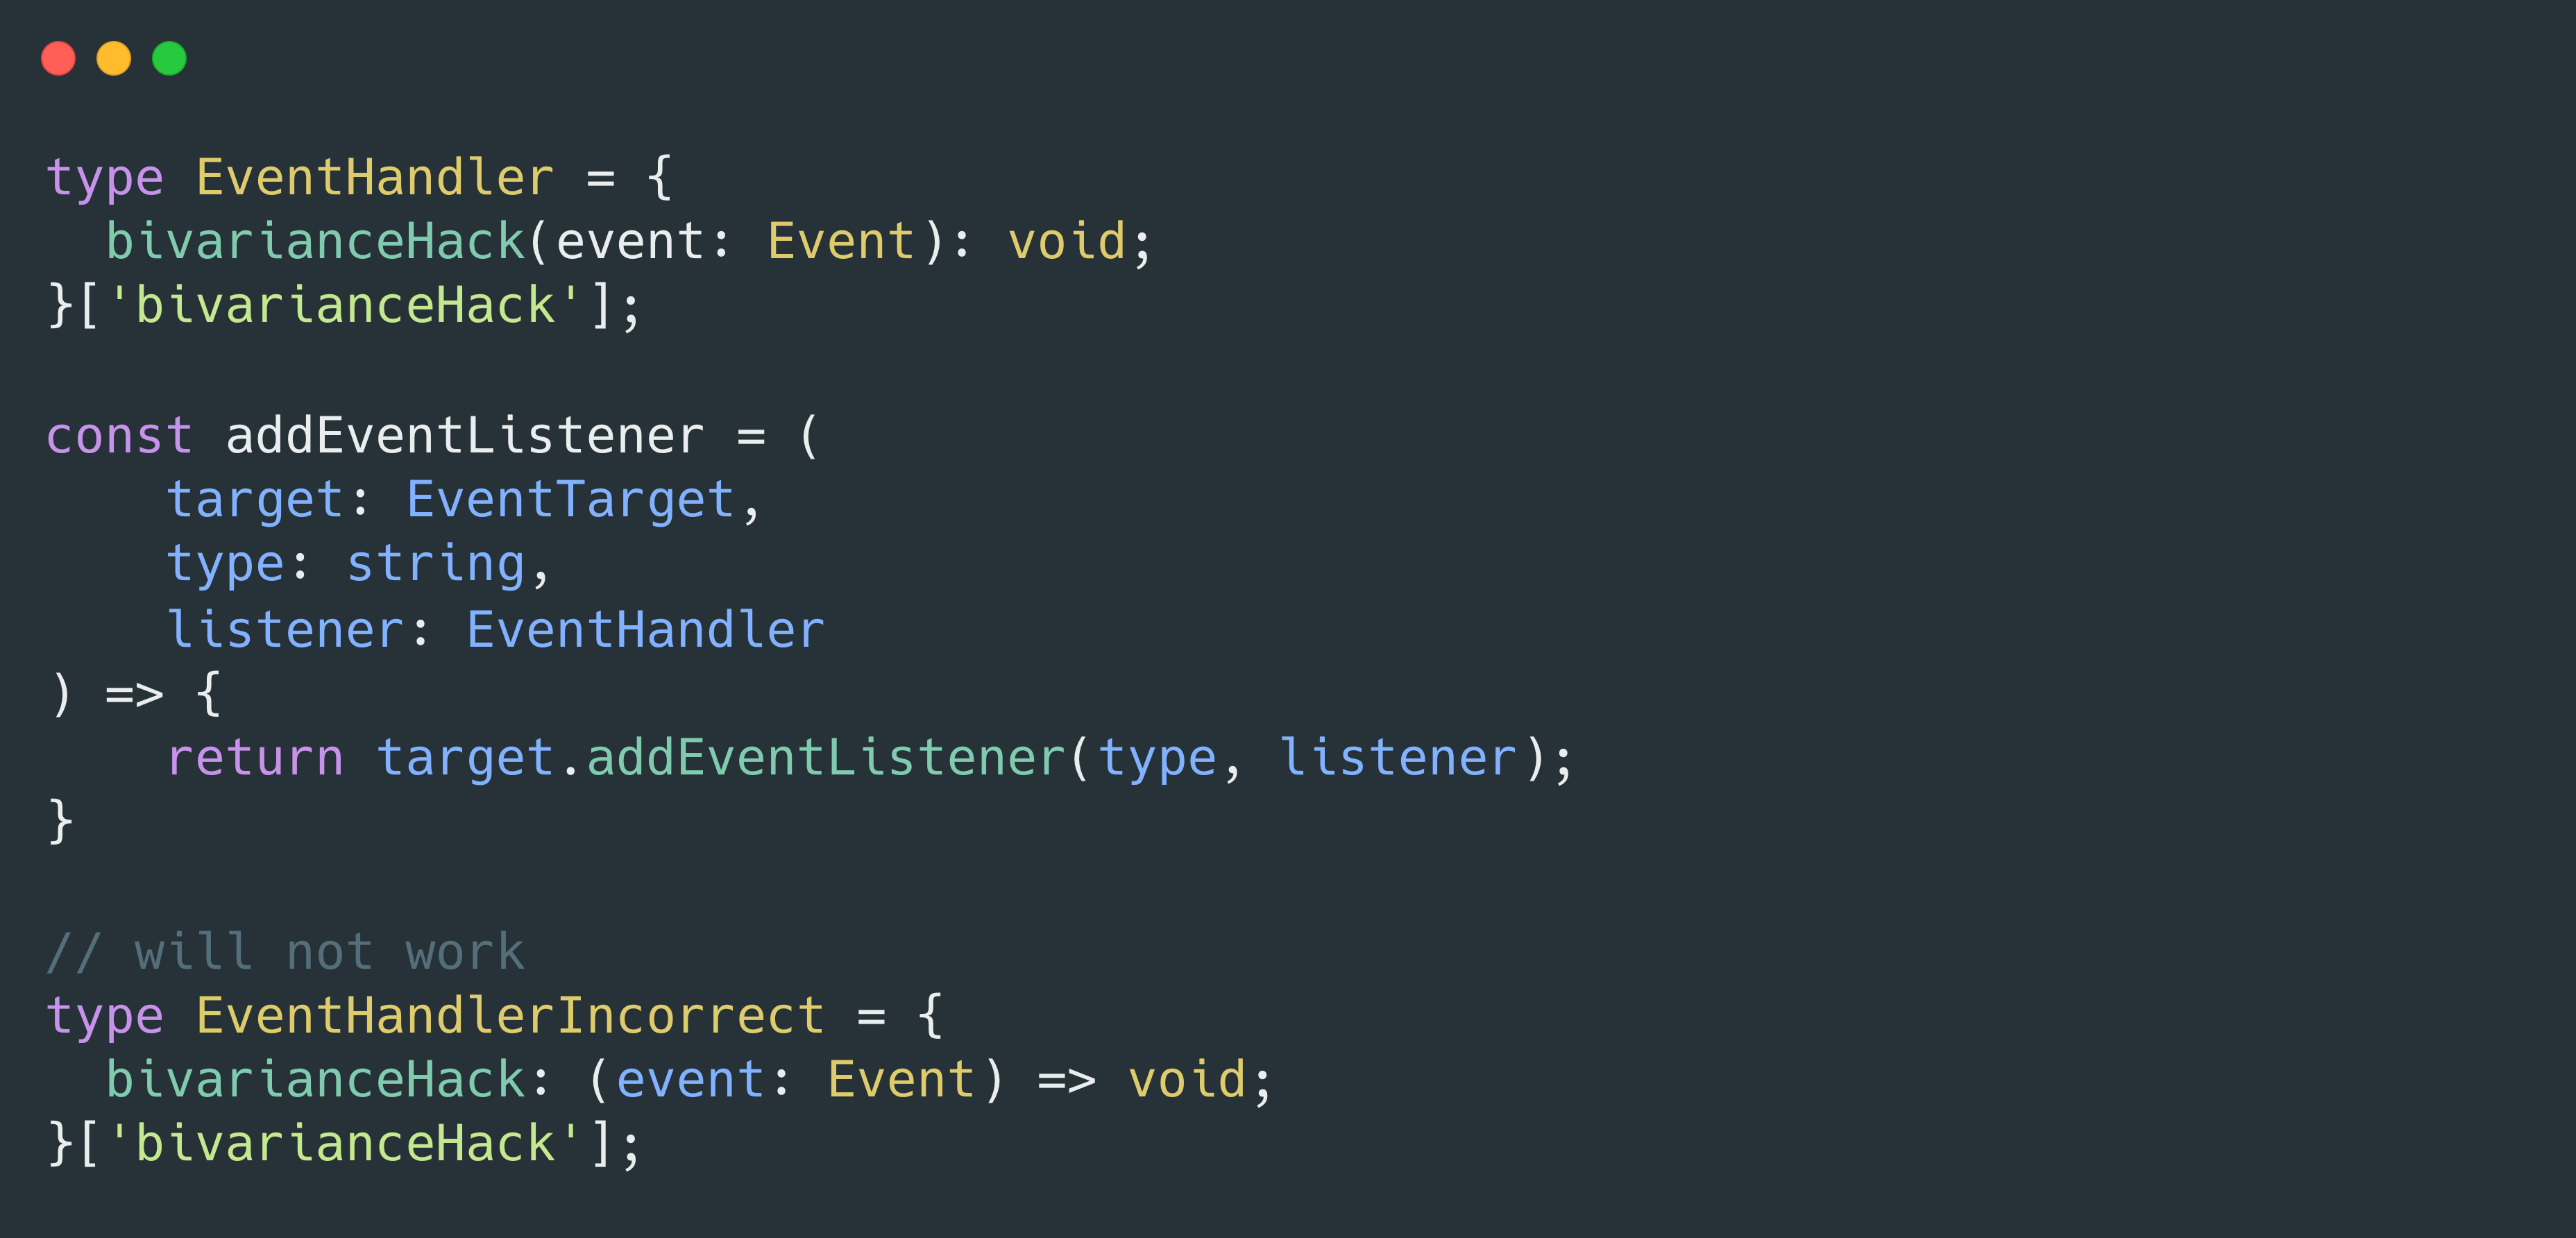 type EventHandler = {
  bivarianceHack(event: Event): void;
}['bivarianceHack'];

const addEventListener = (
    target: EventTarget,
    type: string,
    listener: EventHandler
) => {
    return target.addEventListener(type, listener);
}

// will not work
type EventHandlerIncorrect = {
  bivarianceHack: (event: Event) => void;
}['bivarianceHack'];